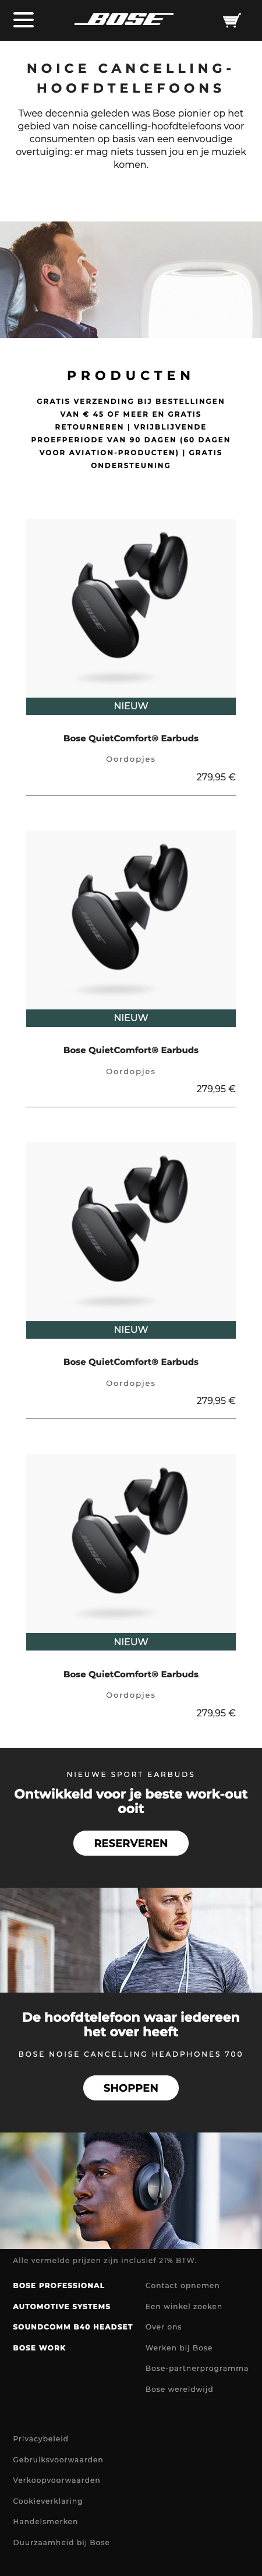 BOSE
NOICE CANCELLING-
HOOFDTELEFOONS
Twee decennia geleden was Bose pionier op het
gebied van noise cancelling-hoofdtelefoons voor
consumenten op basis van een eenvoudige
overtuiging: er mag niets tussen jou en je muziek
komen.
PRODUCTEN
GRATIS VERZENDING BIJ BESTELLINGEN
VAN € 45 OF MEER EN GRATIS
RETOURNEREN | VRIJBLIJVENDE
PROEFPERIODE VAN 90 DAGEN (60 DAGEN
VOOR AVIATION-PRODUCTEN) | GRATIS
ONDERSTEUNING
BOSE
NIEUW
Bose QuietComfort® Earbuds
Oordopjes
279,95 €
BOSE
NIEUW
Bose QuietComfort® Earbuds
Oordopjes
279,95 €
BOSE
NIEUW
Bose QuietComfort® Earbuds
Oordopjes
279,95 €
BOSE
NIEUW
Bose QuietComfort® Earbuds
Oordopjes
279,95 €
NIEUWE SPORT EARBUDS
Ontwikkeld voor je beste work-out
ooit
RESERVEREN
De hoofdtelefoon waar iedereen
het over heeft
BOSE NOISE CANCELLING HEADPHONES 700
SHOPPEN
Alle vermelde prijzen zijn inclusief 21% BTW.
BOSE PROFESSIONAL
AUTOMOTIVE SYSTEMS
SOUNDCOMM B40 HEADSET
BOSE WORK
Contact opnemen
Een winkel zoeken
Over ons
Werken bij Bose
Bose-partnerprogramma
Bose wereldwijd
Privacybeleid
Gebruiksvoorwaarden
Verkoopvoorwaarden
Cookieverklaring
Handelsmerken
Duurzaamheid bij Bose